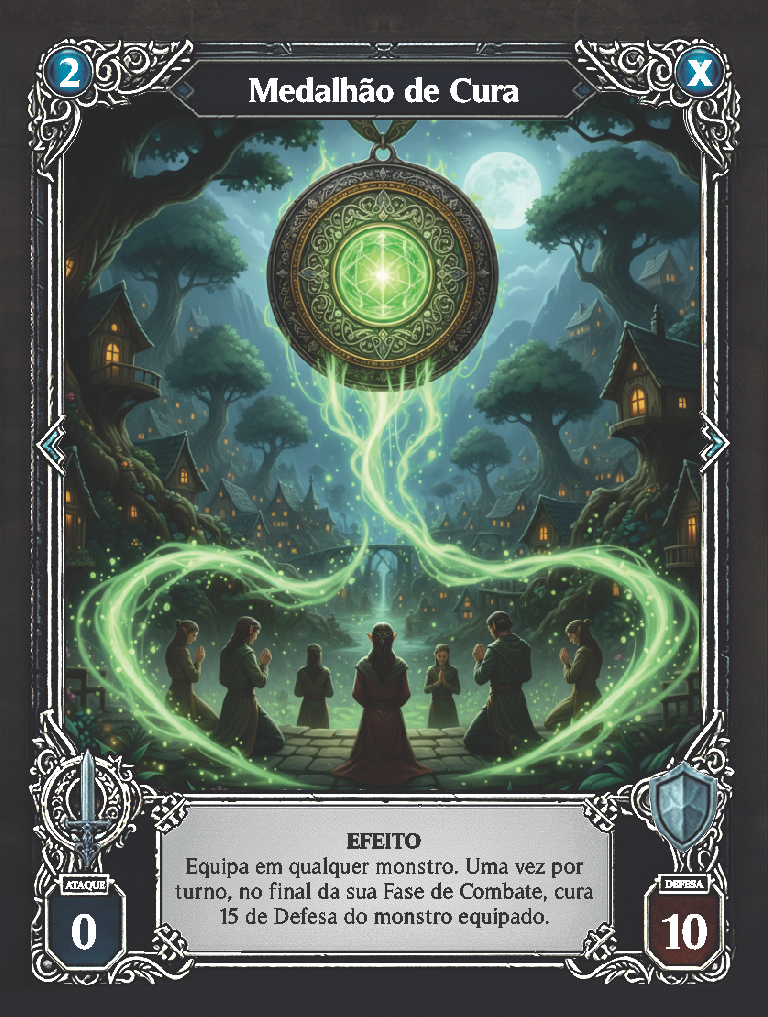 2
Medalhão de Cura
X
EFEITO
Equipa em qualquer monstro. Uma vez por
turno, no final da sua Fase de Combate, cura
15 de Defesa do monstro equipado.
ATAQUE
0
DEFESA
10